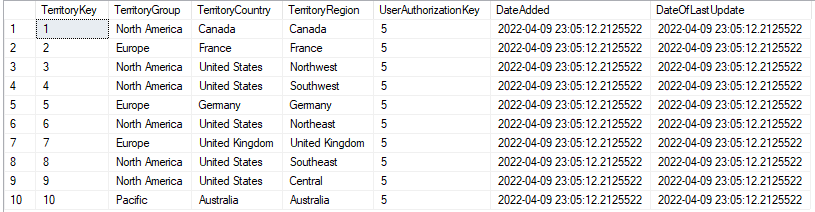 TerritoryKey TerritoryGroup TerritoryCountry TerritoryRegion UserAuthorizationKey DateAdded DateOfLastUpdate
1 1 North America Canada Canada 5 2022-04-09 23:05:12.2125522 2022-04-09 23:05:12.2125522
2 2 Europe France France 5 2022-04-09 23:05:12.2125522 2022-04-09 23:05:12.2125522
3 3 North America United States Northwest 5 2022-04-09 23:05:12.2125522 2022-04-09 23:05:12.2125522
4 4 North America United States Southwest 5 2022-04-09 23:05:12.2125522 2022-04-09 23:05:12.2125522
5 5 Europe Germany Germany 5 2022-04-09 23:05:12.2125522 2022-04-09 23:05:12.2125522
6 6 North America United States Northeast 5 2022-04-09 23:05:12.2125522 2022-04-09 23:05:12.2125522
7 7 Europe United Kingdom United Kingdom 5 2022-04-09 23:05:12.2125522 2022-04-09 23:05:12.2125522
8 8 North America United States Southeast 5 2022-04-09 23:05:12.2125522 2022-04-09 23:05:12.2125522
9 9 North America United States Central 5 2022-04-09 23:05:12.2125522 2022-04-09 23:05:12.2125522
10 10 Pacific Australia Australia 5 2022-04-09 23:05:12.2125522 2022-04-09 23:05:12.2125522